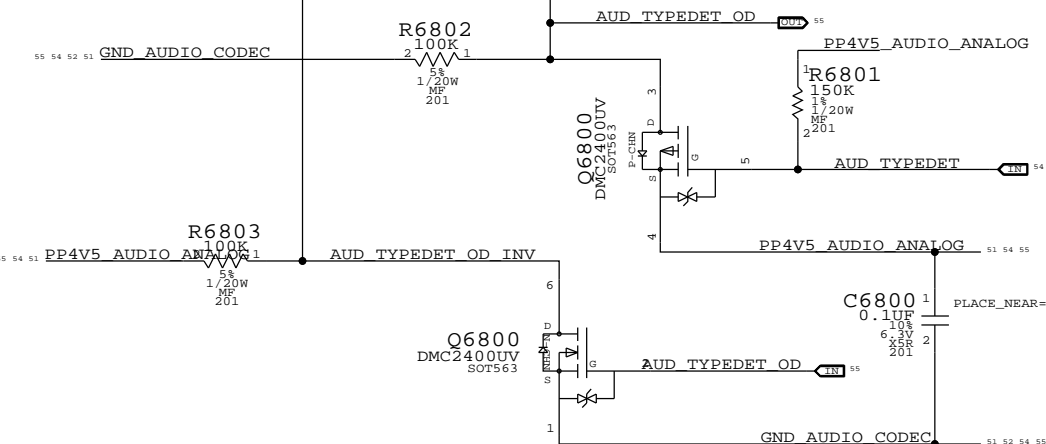 AUD_TYPEDET_OD OUT 55
R6802
100K
55 54 52 51 GND_AUDIO_CODEC 2 1
5%
1/20W
MF
201
PP4V5_AUDIO_ANALOG
1
R6801
150K
1%
1/20W
MF
201
2
3
D
Q6800
DMC2400UV
SOT563
P-CHN
G
S
5
AUD_TYPEDET IN 54
4
PP4V5_AUDIO_ANALOG 51 54 55
R6803
100K
55 54 51 PP4V5_AUDIO_ANALOG 2 1
5%
1/20W
MF
201
AUD_TYPEDET_OD_INV
6
D
Q6800
DMC2400UV
SOT563
G
S
2
AUD_TYPEDET_OD IN 55
1
C6800
0.1UF
10%
6.3V
X5R
201
1
2
PLACE_NEAR=
GND_AUDIO_CODEC 51 52 54 55